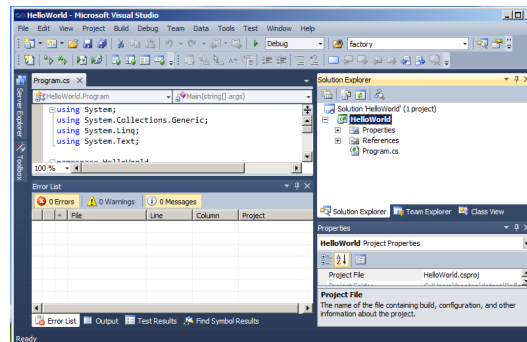 HelloWorld - Microsoft Visual Studio
File Edit View Project Build Debug Team Data Tools Test Window Help
Debug factory
Program.cs
HelloWorld.Program Main(string[] args)
using System;
using System.Collections.Generic;
using System.Linq;
using System.Text;
namespace HelloWorld
100 %
Server Explorer
Toolbox
Error List
0 Errors 0 Warnings 0 Messages
File Line Column Project
Error List Output Test Results Find Symbol Results
Solution Explorer
Solution 'HelloWorld' (1 project)
HelloWorld
Properties
References
Program.cs
Solution Explorer Team Explorer Class View
Properties
HelloWorld Project Properties
Project File HelloWorld.csproj
Project File
The name of the file containing build, configuration, and other
information about the project.
Ready